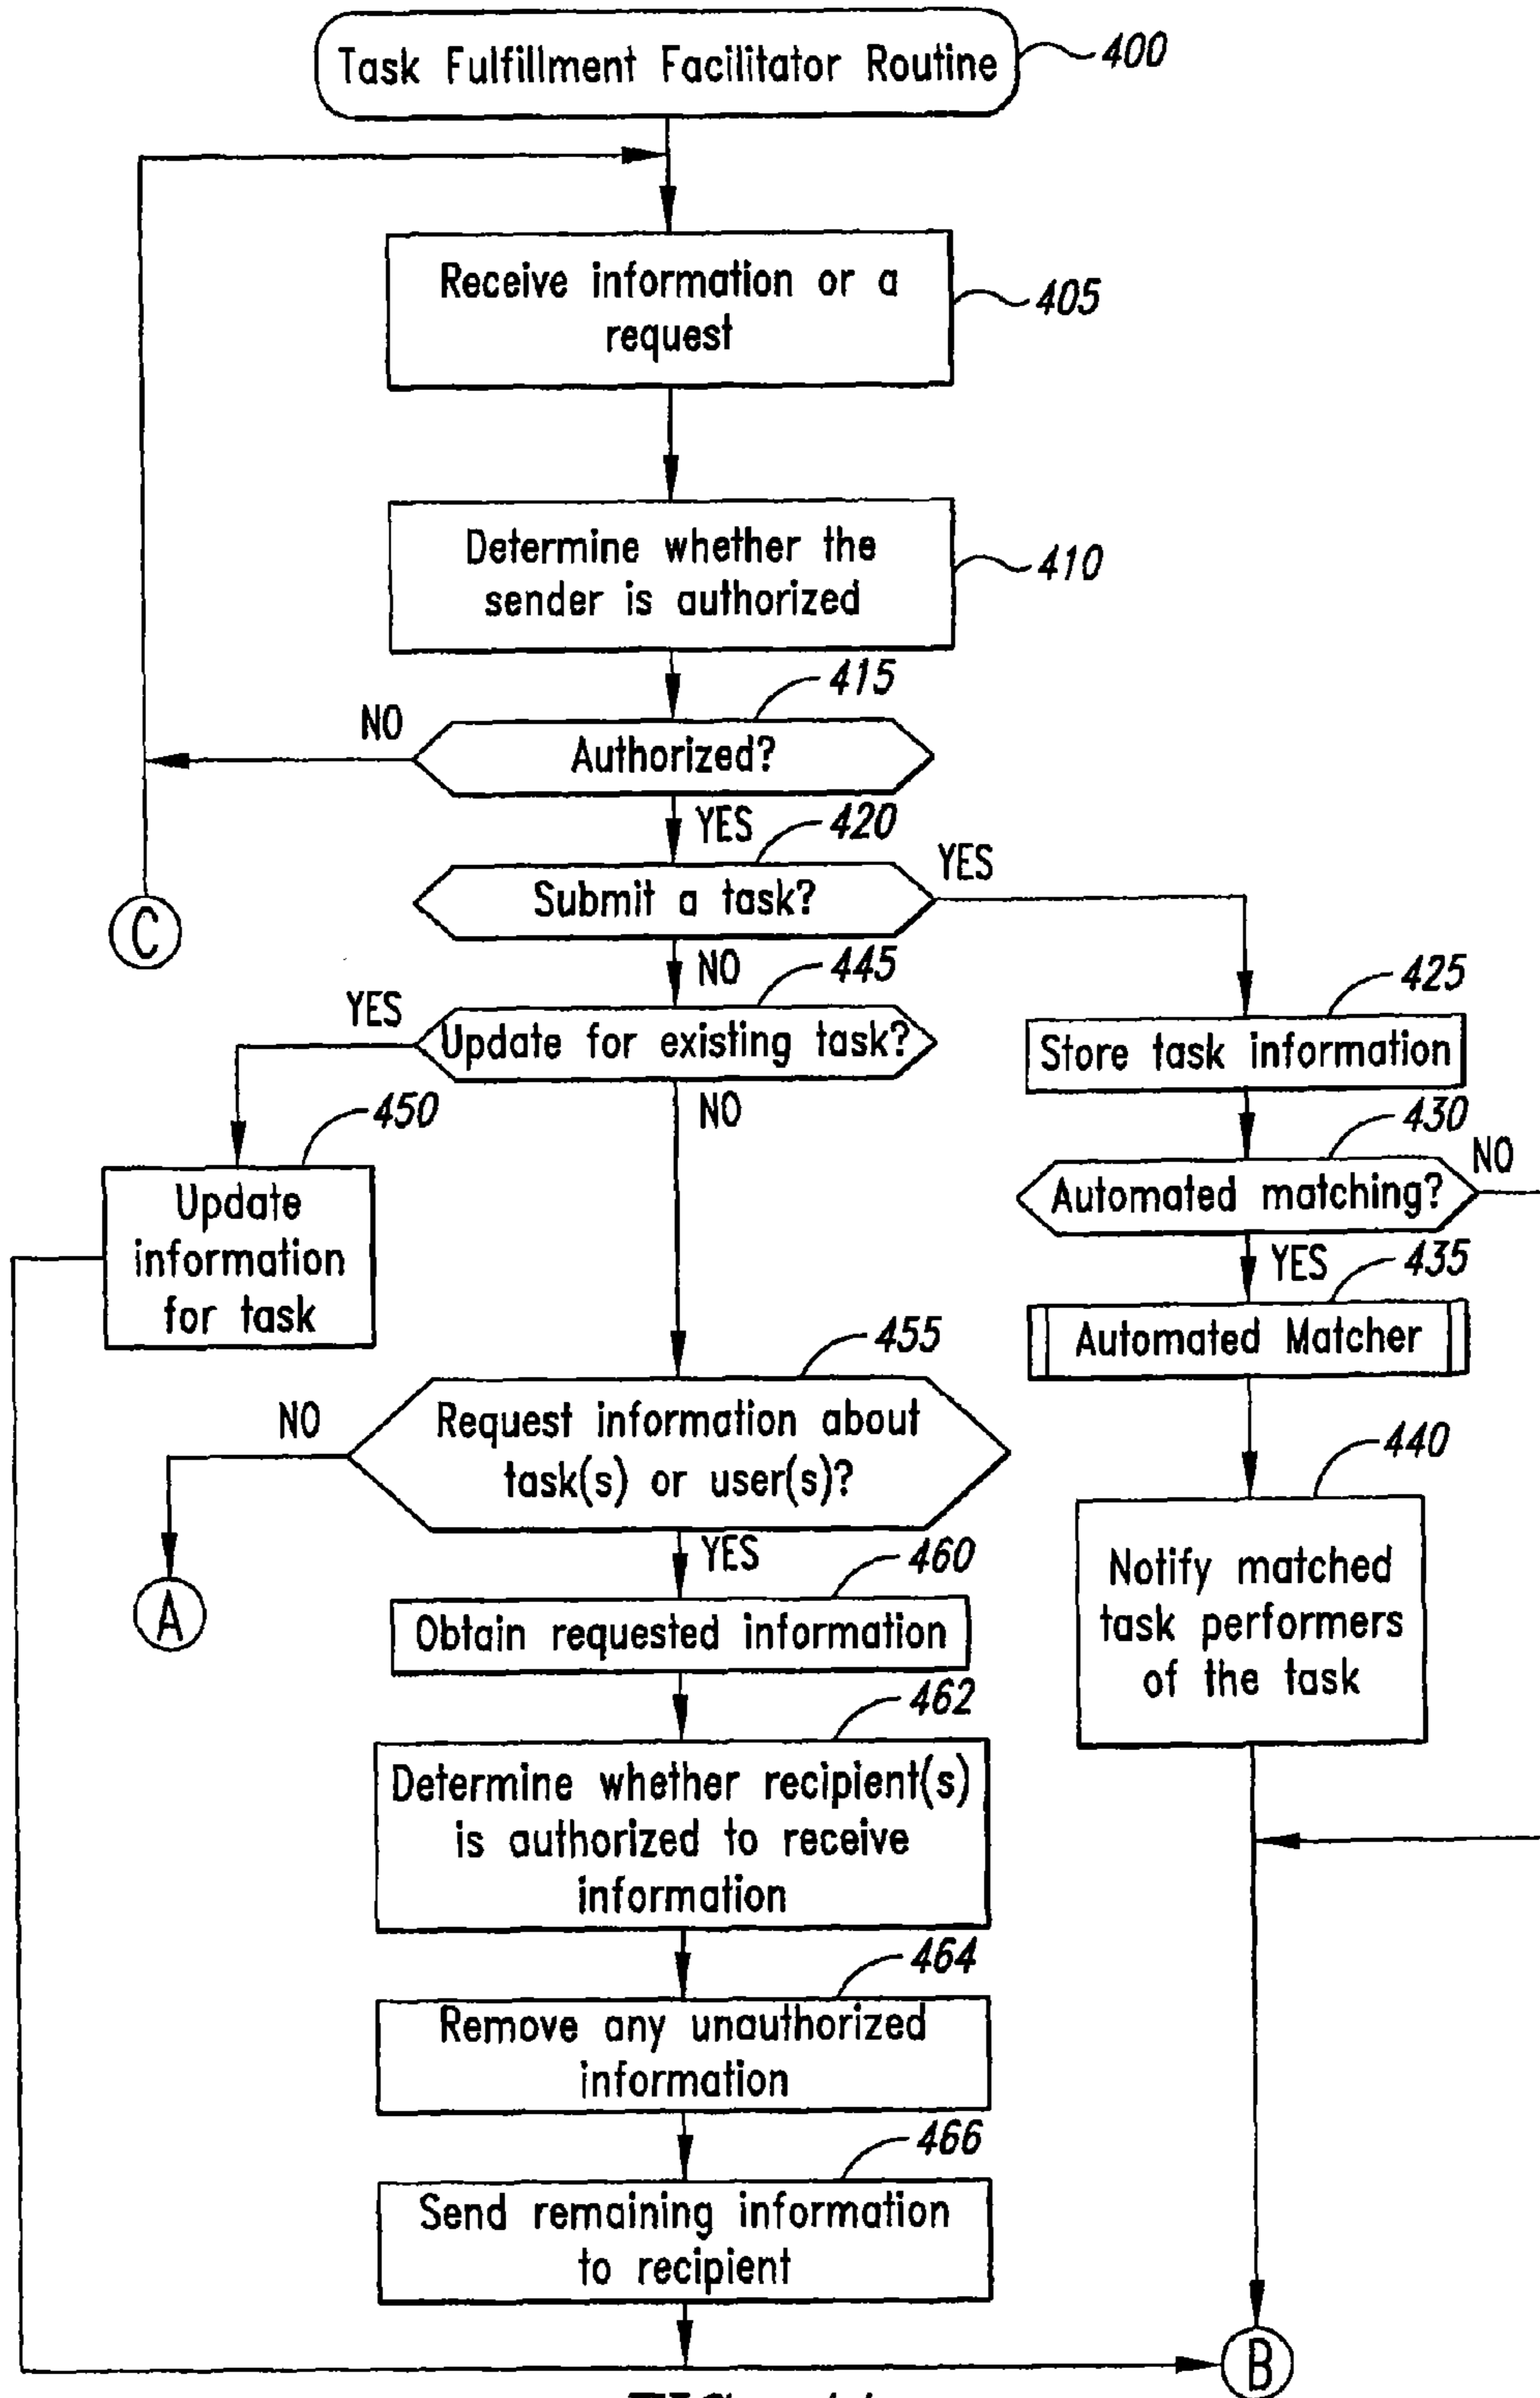 Task Fulfillment Facilitator Routine
400
Receive information or a
request
405
Determine whether the
sender is authorized
410
415
NO
Authorized?
YES
420
YES
Submit a task?
C
NO
445
425
YES
Update for existing task?
Store task information
NO
450
430
NO
Update
information
for task
Automated matching?
YES
435
455
Automated Matcher
NO
Request information about
task(s) or user(s)?
440
YES
460
A
Obtain requested information
Notify matched
task performers
of the task
462
Determine whether recipient(s)
is authorized to receive
information
464
Remove any unauthorized
information
466
Send remaining information
to recipient
B